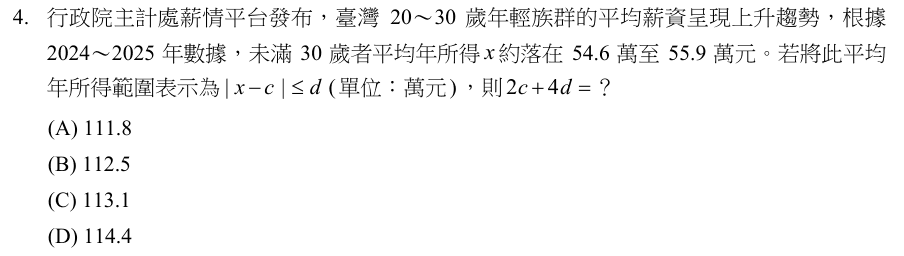 4. 行政院主計處薪情平台發布，臺灣 20～30 歲年輕族群的平均薪資呈現上升趨勢，根據
2024～2025 年數據，未滿 30 歲者平均年所得 x 約落在 54.6 萬至 55.9 萬元。若將此平均
年所得範圍表示為 | x − c | ≤ d (單位：萬元)，則 2c + 4d = ？
(A) 111.8
(B) 112.5
(C) 113.1
(D) 114.4